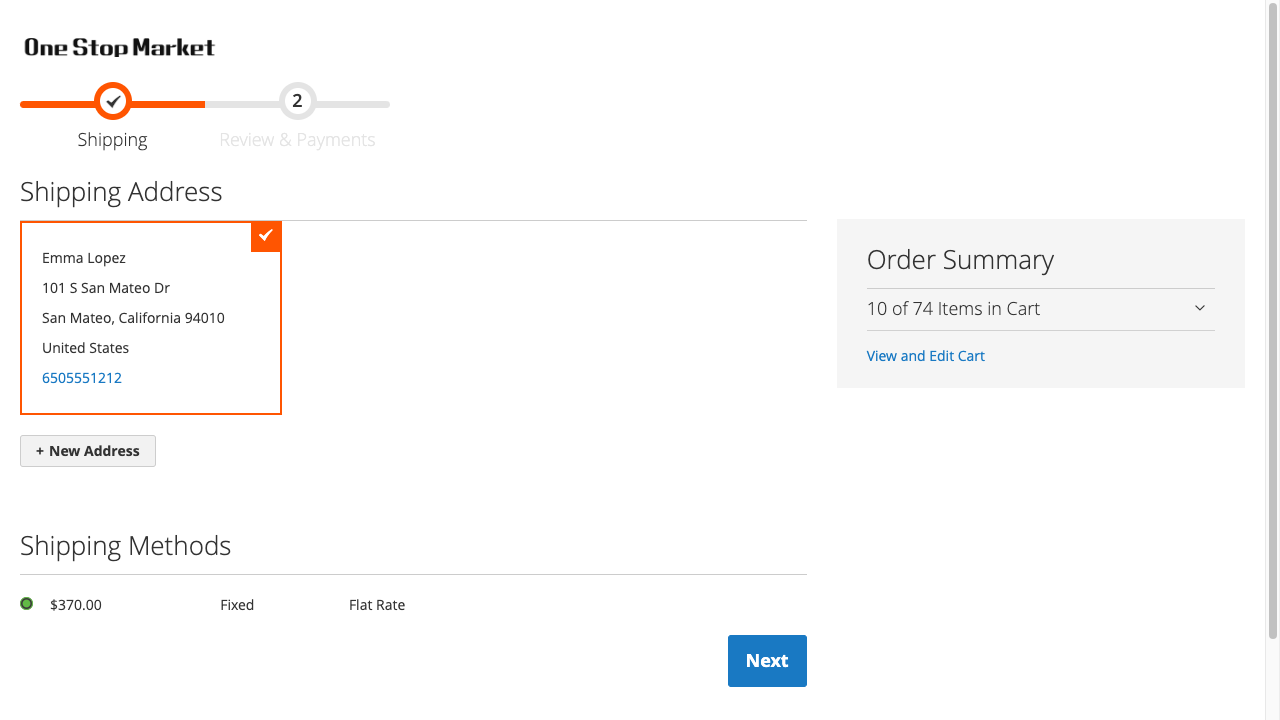 One Stop Market
2
Shipping
Review & Payments
Shipping Address
Emma Lopez
101 S San Mateo Dr
San Mateo, California 94010
United States
6505551212
+ New Address
Order Summary
10 of 74 Items in Cart
View and Edit Cart
Shipping Methods
$370.00 Fixed Flat Rate
Next